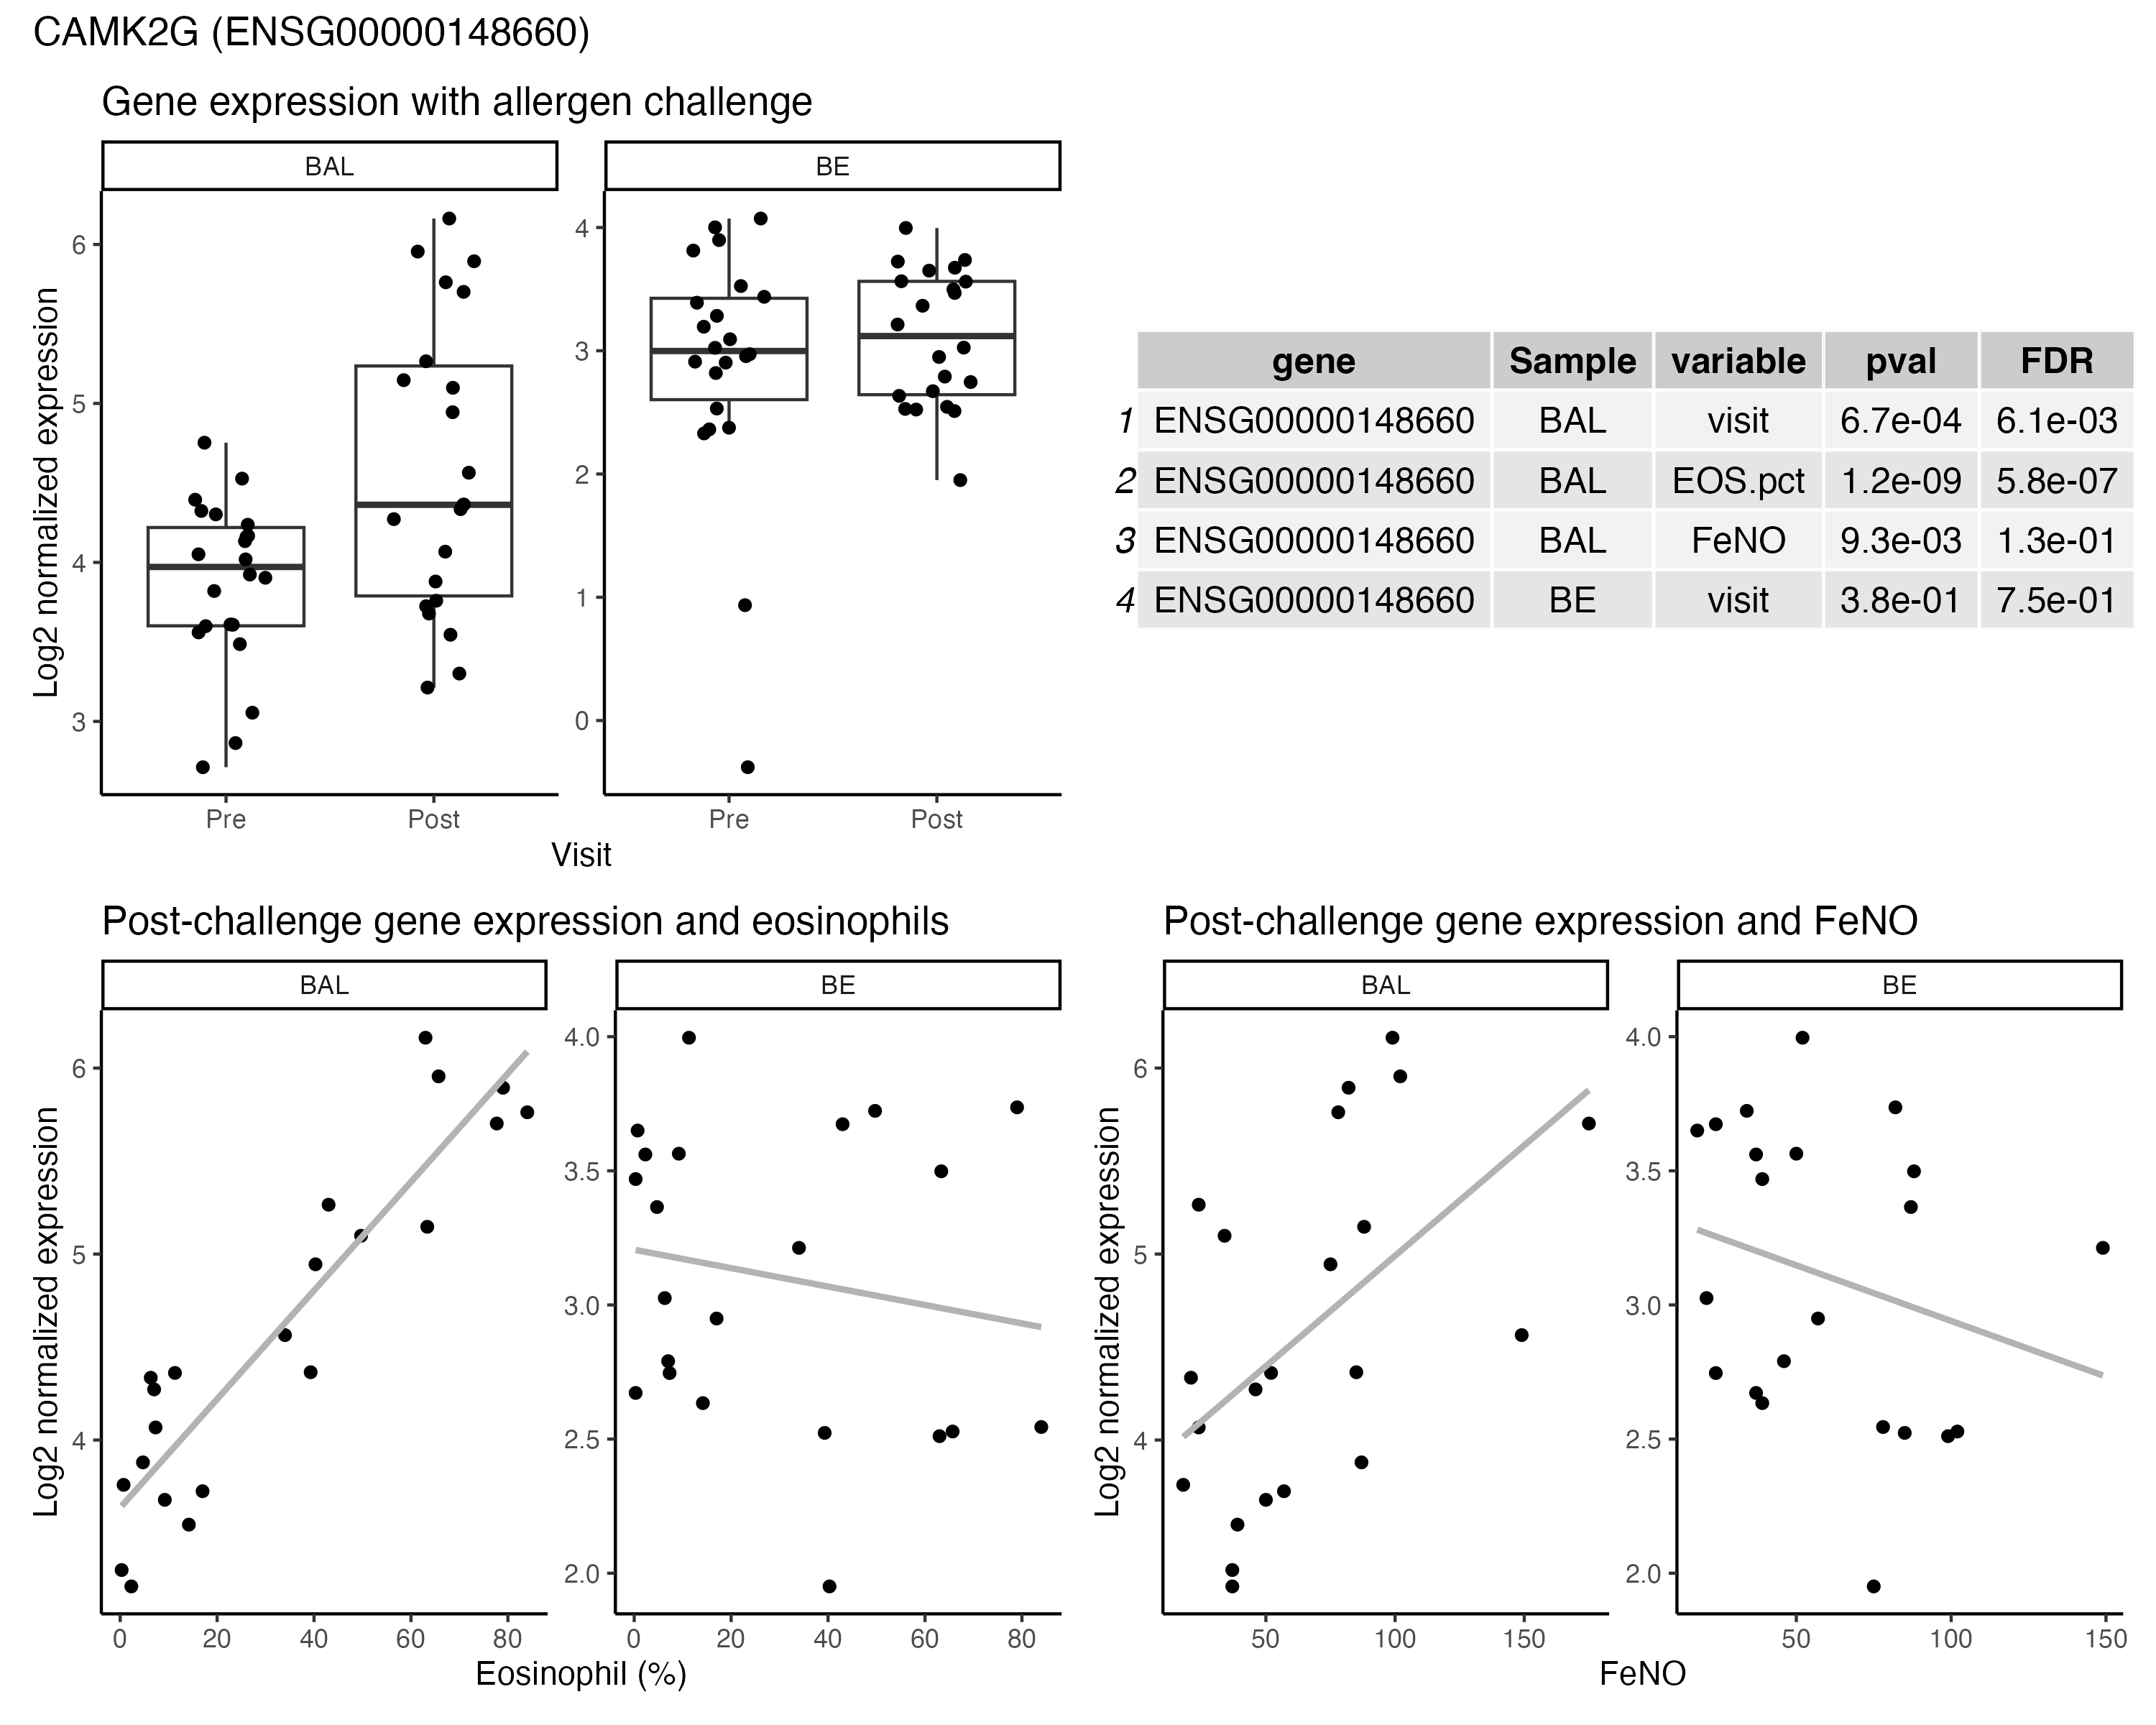 CAMK2G (ENSG00000148660)
Gene expression with allergen challenge
BAL BE
Log2 normalized expression
6
5
4
3
4
3
2
1
0
Pre Post Pre Post
Visit
gene Sample variable pval FDR
1 ENSG00000148660 BAL visit 6.7e-04 6.1e-03
2 ENSG00000148660 BAL EOS.pct 1.2e-09 5.8e-07
3 ENSG00000148660 BAL FeNO 9.3e-03 1.3e-01
4 ENSG00000148660 BE visit 3.8e-01 7.5e-01
Post-challenge gene expression and eosinophils
BAL BE
Log2 normalized expression
6
5
4
4.0
3.5
3.0
2.5
2.0
0 20 40 60 80 0 20 40 60 80
Eosinophil (%)
Post-challenge gene expression and FeNO
BAL BE
Log2 normalized expression
6
5
4
4.0
3.5
3.0
2.5
2.0
50 100 150 50 100 150
FeNO